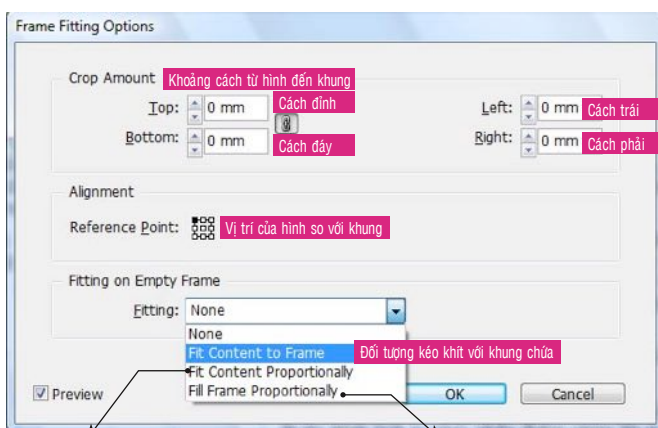 Frame Fitting Options
Crop Amount Khoảng cách từ hình đến khung
Top: 0 mm Cách đỉnh Left: 0 mm Cách trái
Bottom: 0 mm Cách đáy Right: 0 mm Cách phải
Alignment
Reference Point: Vị trí của hình so với khung
Fitting on Empty Frame
Fitting: None
None
Fit Content to Frame Đối tượng kéo khít với khung chứa
Fit Content Proportionally
Fill Frame Proportionally
Preview OK Cancel